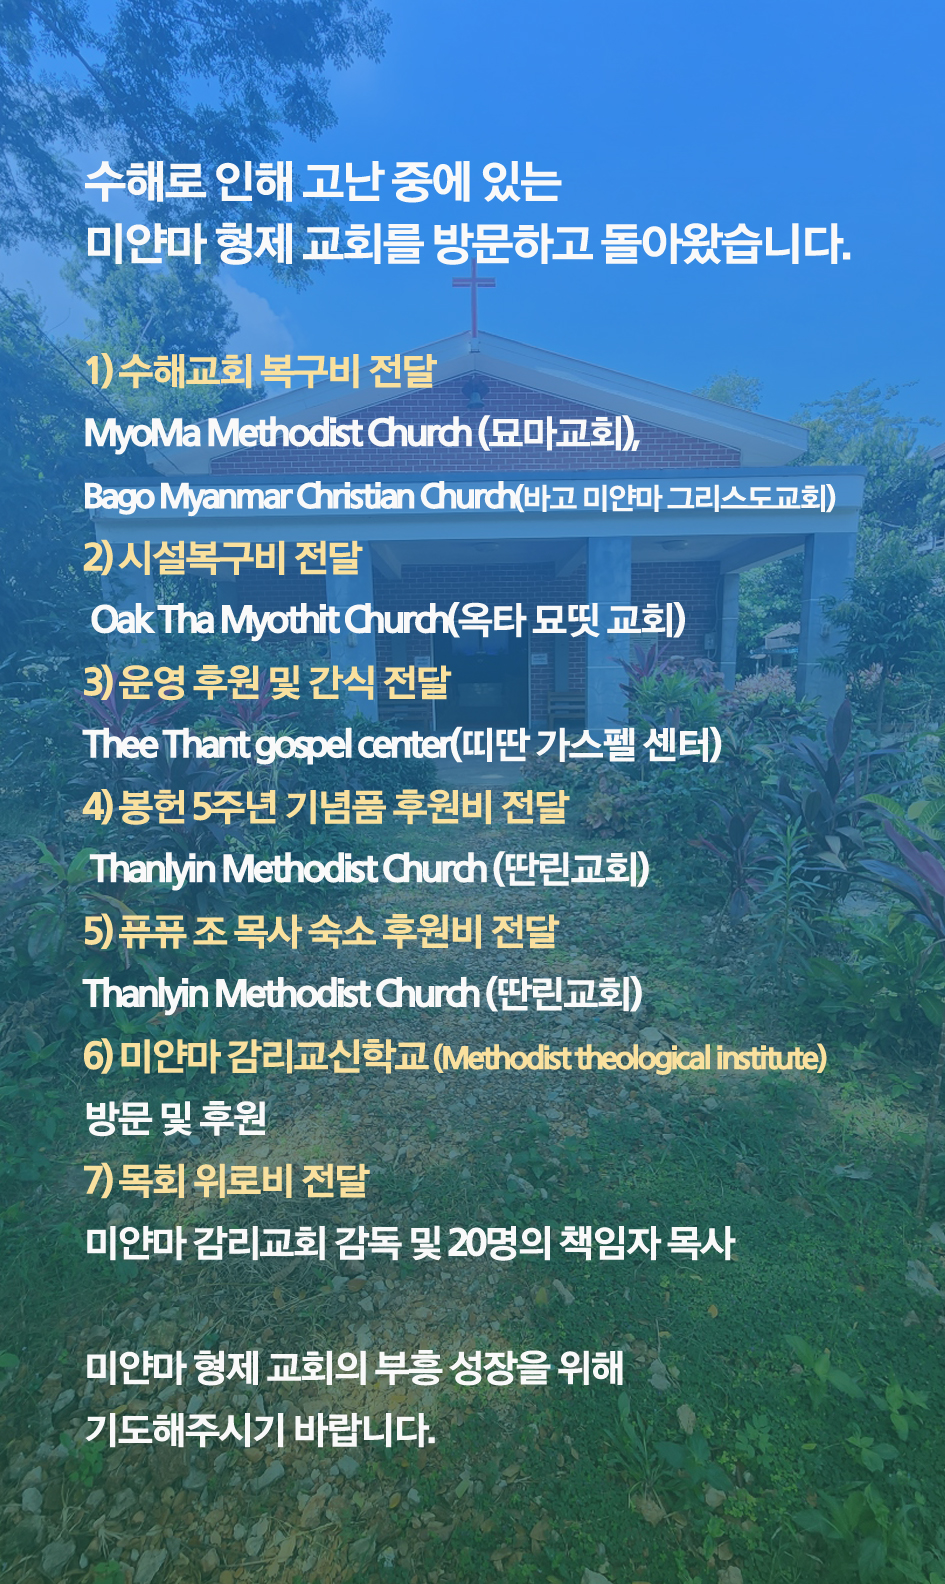 수해로 인해 고난 중에 있는
미얀마 형제 교회를 방문하고 돌아왔습니다.
1) 수해교회 복구비 전달
MyoMa Methodist Church (묘마교회),
Bago Myanmar Christian Church(바고 미얀마 그리스도교회)
2) 시설복구비 전달
Oak Tha Myothit Church(옥타 묘띳 교회)
3) 운영 후원 및 간식 전달
Thee Thant gospel center(띠딴 가스펠 센터)
4) 봉헌 5주년 기념품 후원비 전달
Thanlyin Methodist Church (딴린교회)
5) 퓨퓨 조 목사 숙소 후원비 전달
Thanlyin Methodist Church (딴린교회)
6) 미얀마 감리교신학교 (Methodist theological institute)
방문 및 후원
7) 목회 위로비 전달
미얀마 감리교회 감독 및 20명의 책임자 목사
미얀마 형제 교회의 부흥 성장을 위해
기도해주시기 바랍니다.